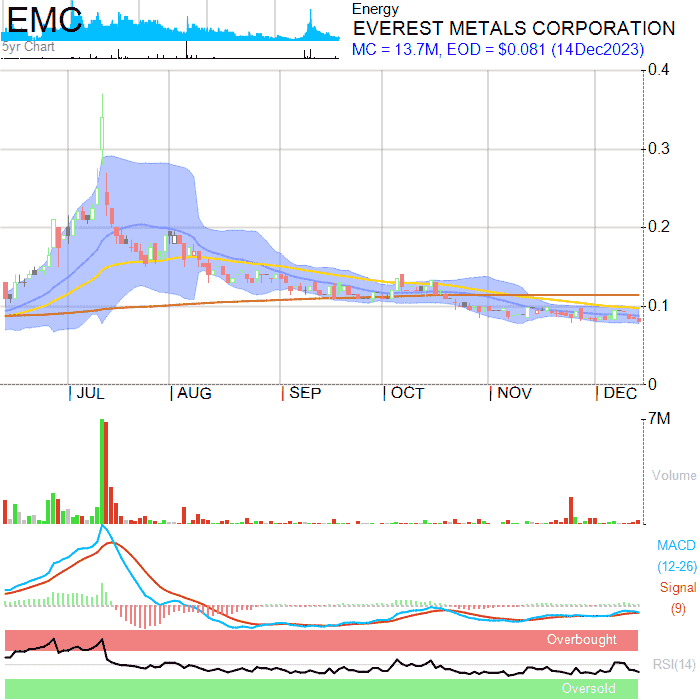 EMC
5yr Chart
Energy
EVEREST METALS CORPORATION
MC = 13.7M, EOD = $0.081 (14Dec2023)
0.4
0.3
0.2
0.1
0
JUL AUG SEP OCT NOV DEC
7M
Volume
MACD
(12-26)
Signal
(9)
Overbought
RSI(14)
Oversold